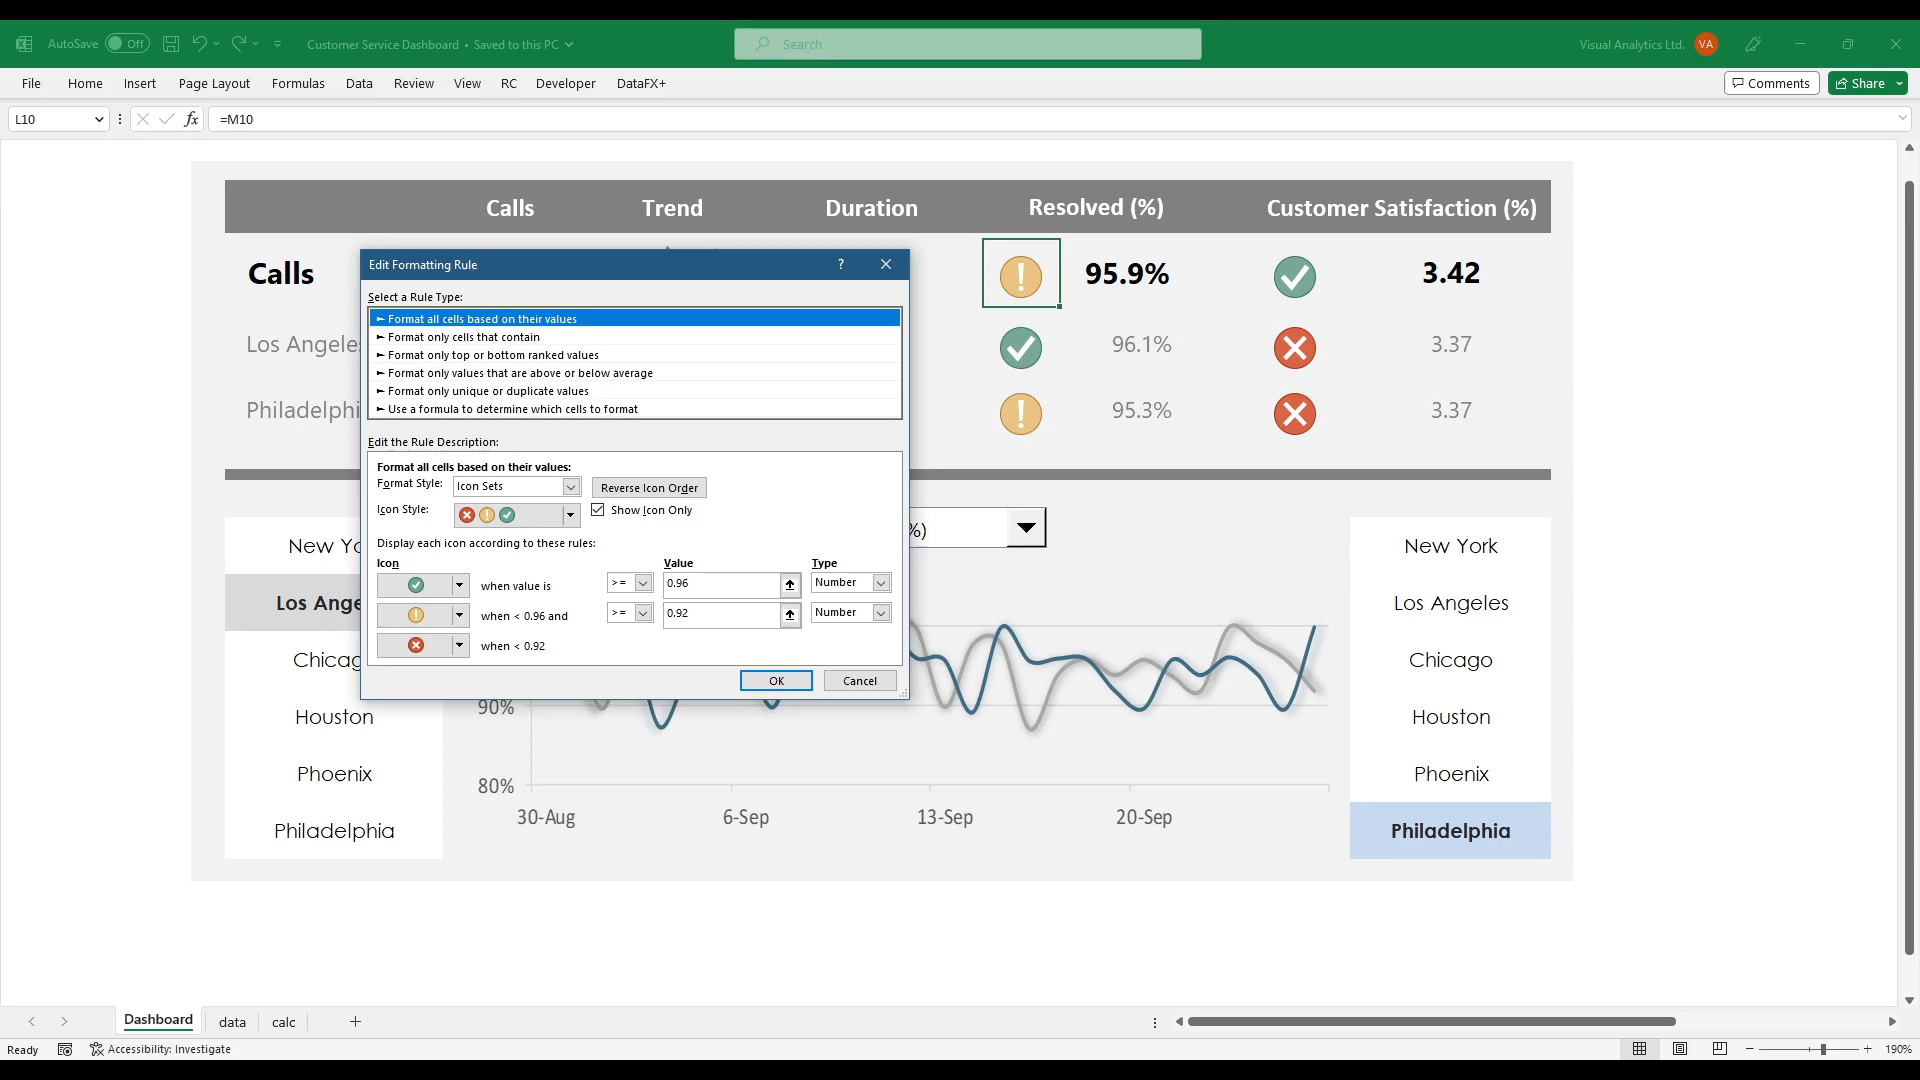 AutoSave Off Customer Service Dashboard • Saved to this PC Search Visual Analytics Ltd. VA
File Home Insert Page Layout Formulas Data Review View RC Developer DataFX+ Comments Share
L10 fx =M10
Calls Trend Duration Resolved (%) Customer Satisfaction (%)
Calls 95.9% 3.42
Los Angeles 96.1% 3.37
Philadelphi 95.3% 3.37
Edit Formatting Rule ?
Select a Rule Type:
► Format all cells based on their values
► Format only cells that contain
► Format only top or bottom ranked values
► Format only values that are above or below average
► Format only unique or duplicate values
► Use a formula to determine which cells to format
Edit the Rule Description:
Format all cells based on their values:
Format Style: Icon Sets Reverse Icon Order
Icon Style: Show Icon Only
Display each icon according to these rules:
Icon Value Type
when value is >= 0.96 Number
when < 0.96 and >= 0.92 Number
when < 0.92
OK Cancel
%)
New Yo
Los Ange
Chicag
Houston
Phoenix
Philadelphia
90%
80%
30-Aug 6-Sep 13-Sep 20-Sep
New York
Los Angeles
Chicago
Houston
Phoenix
Philadelphia
Dashboard data calc
Ready Accessibility: Investigate 190%